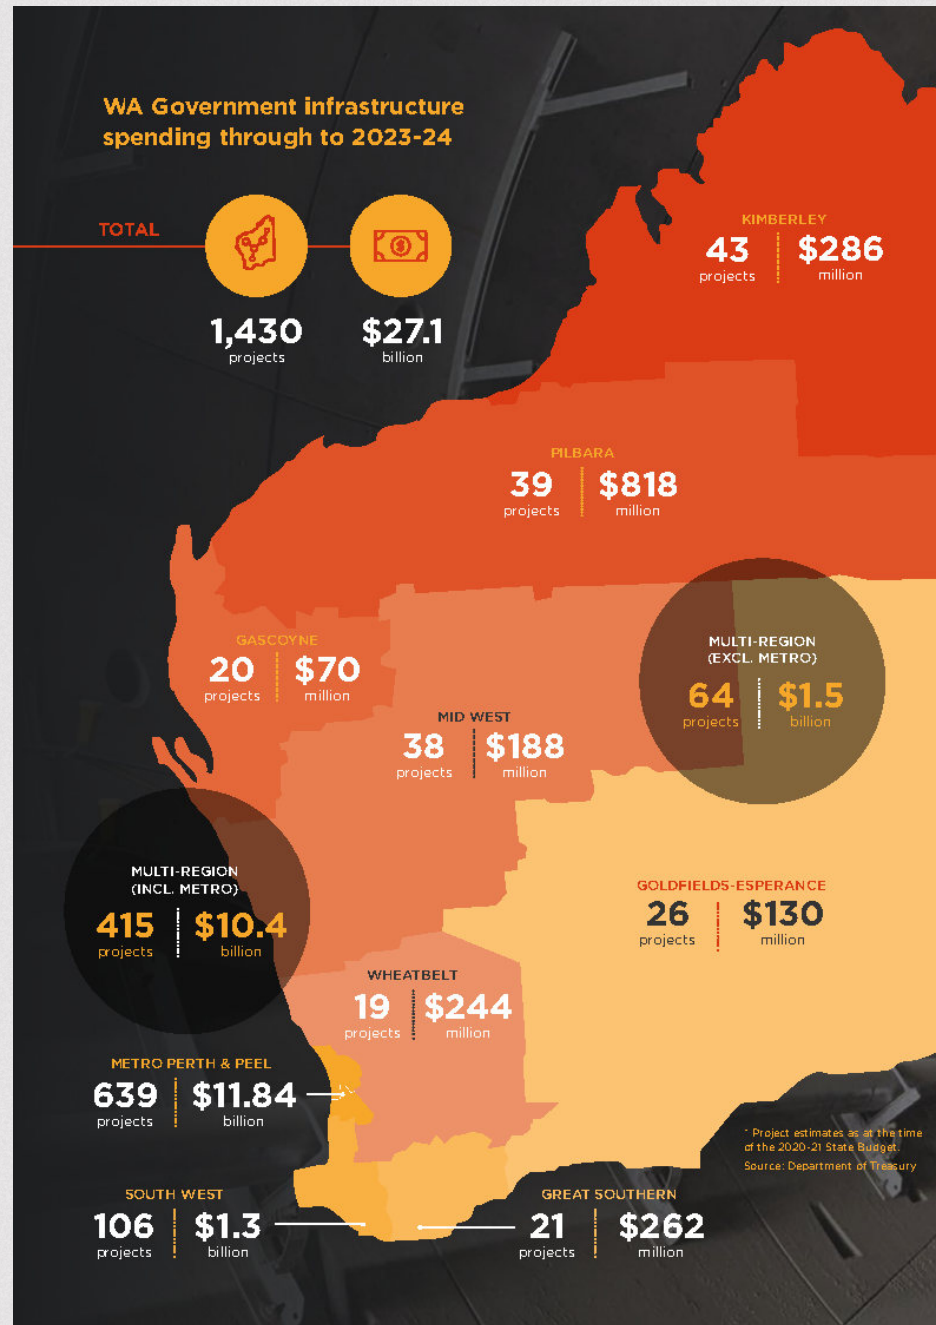 WA Government infrastructure
spending through to 2023-24
TOTAL
1,430
projects
$27.1
billion
KIMBERLEY
43
projects
$286
million
PILBARA
39
projects
$818
million
GASCOYNE
20
projects
$70
million
MULTI-REGION
(EXCL. METRO)
64
projects
$1.5
billion
MID WEST
38
projects
$188
million
MULTI-REGION
(INCL. METRO)
415
projects
$10.4
billion
GOLDFIELDS-ESPERANCE
26
projects
$130
million
WHEATBELT
19
projects
$244
million
METRO PERTH & PEEL
639
projects
$11.84
billion
* Project estimates as at the time
of the 2020-21 State Budget.
Source: Department of Treasury
SOUTH WEST
106
projects
$1.3
billion
GREAT SOUTHERN
21
projects
$262
million